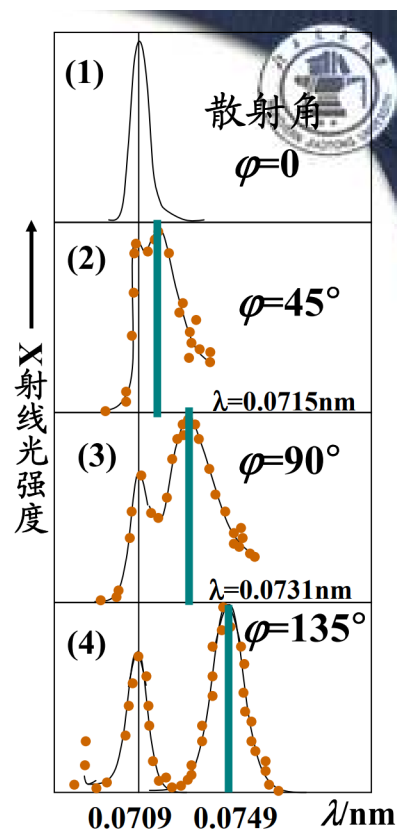 (1)
散射角
φ=0
(2)
φ=45°
λ=0.0715nm
(3)
φ=90°
λ=0.0731nm
(4)
φ=135°
X射线光强度
0.0709 0.0749 λ/nm